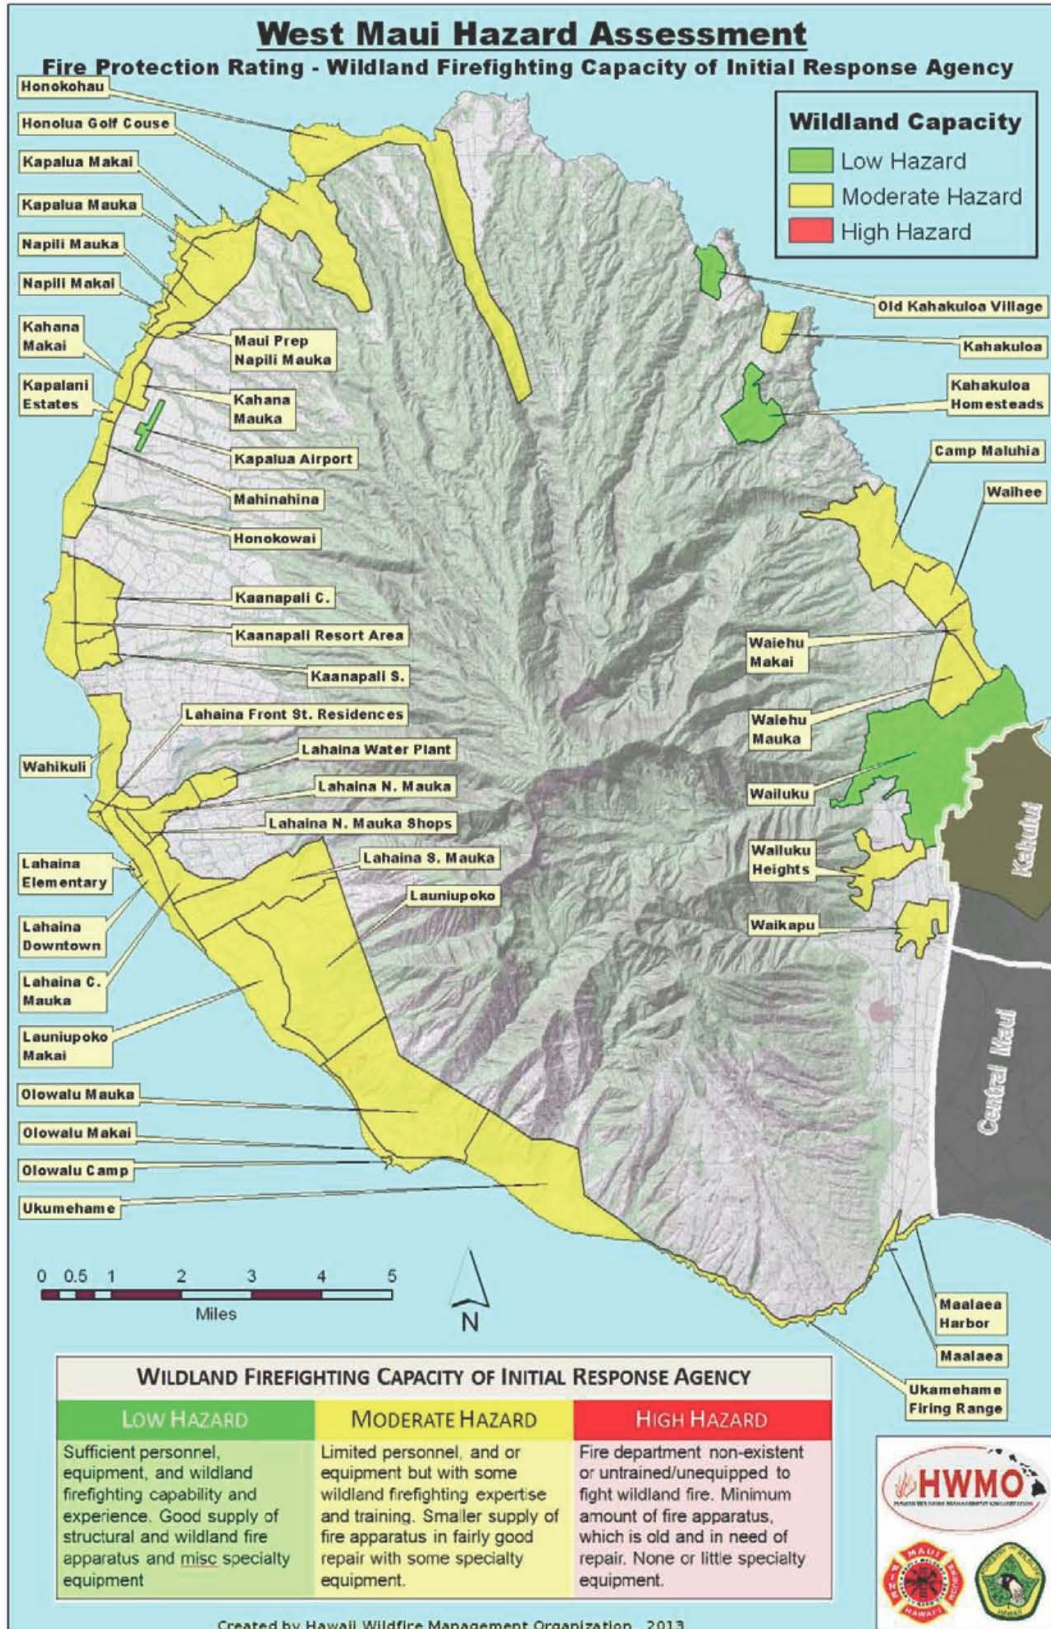 West Maui Hazard Assessment
Fire Protection Rating - Wildland Firefighting Capacity of Initial Response Agency
Honokohau
Honolua Golf Couse
Kapalua Makai
Kapalua Mauka
Napili Mauka
Napili Makai
Kahana
Makai
Kapalani
Estates
Maui Prep
Napili Mauka
Kahana
Mauka
Kapalua Airport
Mahinahina
Honokowai
Kaanapali C.
Kaanapali Resort Area
Kaanapali S.
Lahaina Front St. Residences
Wahikuli
Lahaina Water Plant
Lahaina N. Mauka
Lahaina N. Mauka Shops
Lahaina S. Mauka
Launiupoko
Lahaina
Elementary
Lahaina
Downtown
Lahaina C.
Mauka
Launiupoko
Makai
Olowalu Mauka
Olowalu Makai
Olowalu Camp
Ukumehame
Wildland Capacity
Low Hazard
Moderate Hazard
High Hazard
Old Kahakuloa Village
Kahakuloa
Kahakuloa
Homesteads
Camp Maluhia
Waihee
Waiehu
Makai
Waiehu
Mauka
Wailuku
Wailuku
Heights
Waikapu
Kahului
Central Maui
Maalaea
Harbor
Maalaea
Ukamehame
Firing Range
0 0.5 1 2 3 4 5
Miles
N
WILDLAND FIREFIGHTING CAPACITY OF INITIAL RESPONSE AGENCY
LOW HAZARD
Sufficient personnel,
equipment, and wildland
firefighting capability and
experience. Good supply of
structural and wildland fire
apparatus and misc specialty
equipment
MODERATE HAZARD
Limited personnel, and or
equipment but with some
wildland firefighting expertise
and training. Smaller supply of
fire apparatus in fairly good
repair with some specialty
equipment.
HIGH HAZARD
Fire department non-existent
or untrained/unequipped to
fight wildland fire. Minimum
amount of fire apparatus,
which is old and in need of
repair. None or little specialty
equipment.
HWMO
HAWAII WILDFIRE MANAGEMENT ORGANIZATION
MAUI
FIRE
RESCUE
HAWAII
Created by Hawaii Wildfire Management Organization, 2013